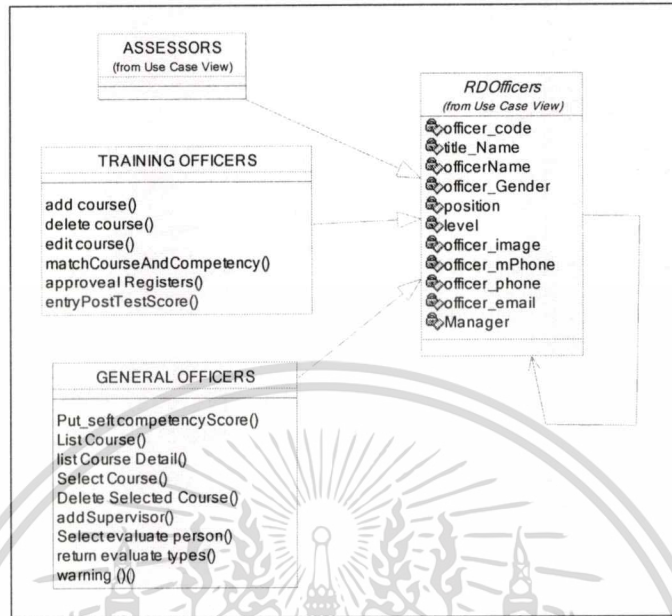 ASSESSORS
(from Use Case View)
TRAINING OFFICERS
add course()
delete course()
edit course()
matchCourseAndCompetency()
approveal Registers()
entryPostTestScore()
GENERAL OFFICERS
Put_seft competencyScore()
List Course()
list Course Detail()
Select Course()
Delete Selected Course()
addSupervisor()
Select evaluate person()
return evaluate types()
warning ()()
RDOfficers
(from Use Case View)
officer_code
title_Name
officerName
officer_Gender
position
level
officer_image
officer_mPhone
officer_phone
officer_email
Manager